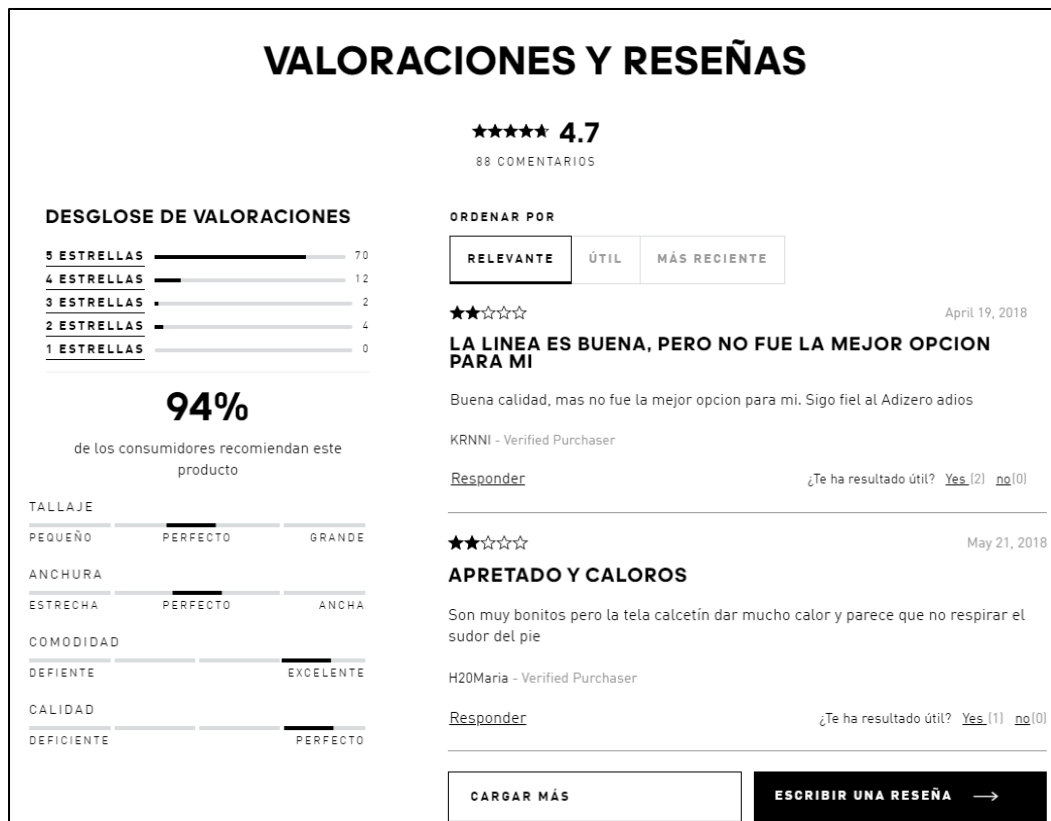 VALORACIONES Y RESEÑAS
4.7
88 COMENTARIOS
DESGLOSE DE VALORACIONES
5 ESTRELLAS 70
4 ESTRELLAS 12
3 ESTRELLAS 2
2 ESTRELLAS 4
1 ESTRELLAS 0
94%
de los consumidores recomiendan este
producto
TALLAJE
PEQUEÑO PERFECTO GRANDE
ANCHURA
ESTRECHA PERFECTO ANCHA
COMODIDAD
DEFIENTE EXCELENTE
CALIDAD
DEFICIENTE PERFECTO
ORDENAR POR
RELEVANTE ÚTIL MÁS RECIENTE
April 19, 2018
LA LINEA ES BUENA, PERO NO FUE LA MEJOR OPCION
PARA MI
Buena calidad, mas no fue la mejor opcion para mi. Sigo fiel al Adizero adios
KRNNI - Verified Purchaser
Responder ¿Te ha resultado útil? Yes (2) no(0)
May 21, 2018
APRETADO Y CALOROS
Son muy bonitos pero la tela calcetín dar mucho calor y parece que no respirar el
sudor del pie
H20Maria - Verified Purchaser
Responder ¿Te ha resultado útil? Yes (1) no(0)
CARGAR MÁS ESCRIBIR UNA RESEÑA